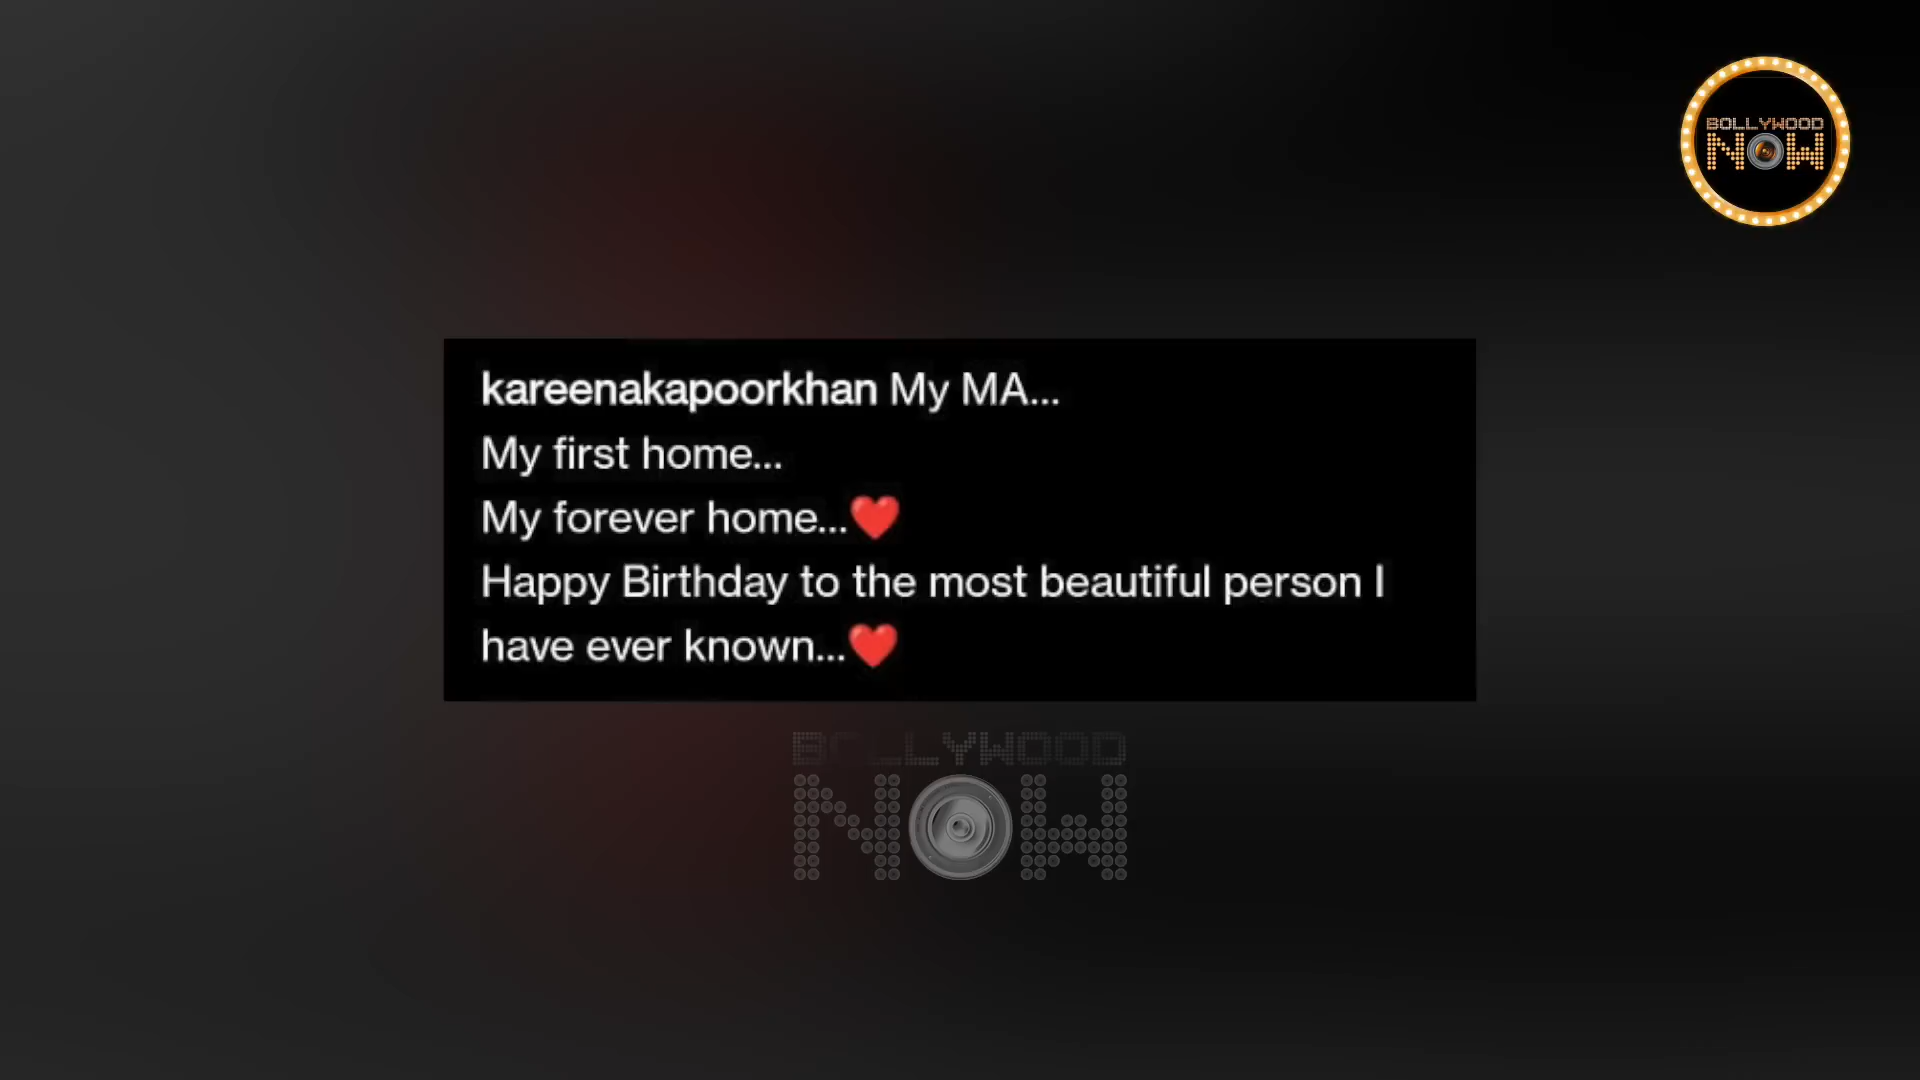 BOLLYWOOD
NOW
kareenakapoorkhan My MA...
My first home...
My forever home...❤️
Happy Birthday to the most beautiful person I
have ever known...❤️
BOLLYWOOD
NOW